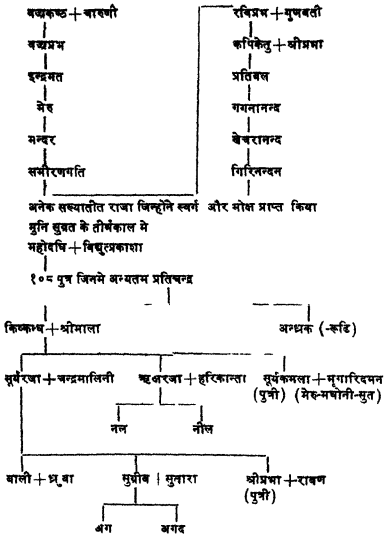 वज्रकण्ठ + चारुणी
वज्रप्रभ
इन्द्रमत
मेरु
मन्दर
समीरणगति
रविप्रभ + गुणवती
कपिकेतु + श्रीप्रभा
प्रतिबल
गगनानन्द
खेचरानन्द
गिरिनन्दन
अनेक सख्यातीत राजा जिन्होने स्वर्ग और मोक्ष प्राप्त किया
मुनि सुव्रत के तीर्थकाल मे
महोदधि + विद्युत्प्रकाशा
१०८ पुत्र जिनमे अन्यतम प्रतिचन्द्र
किष्किन्ध + श्रीमाला
अन्ध्रक (-रूढि)
सूर्यरजा + चन्द्रमालिनी
ऋक्षरजा + हरिकान्ता
सूर्यकमला + मृगारिदमन
(पुत्री) (मेरु-मघोनी-सुत)
नल
नील
बाली + ध्रुवा
सुग्रीव | सुतारा
श्रीप्रभा + रावण
(पुत्री)
अग
अगद